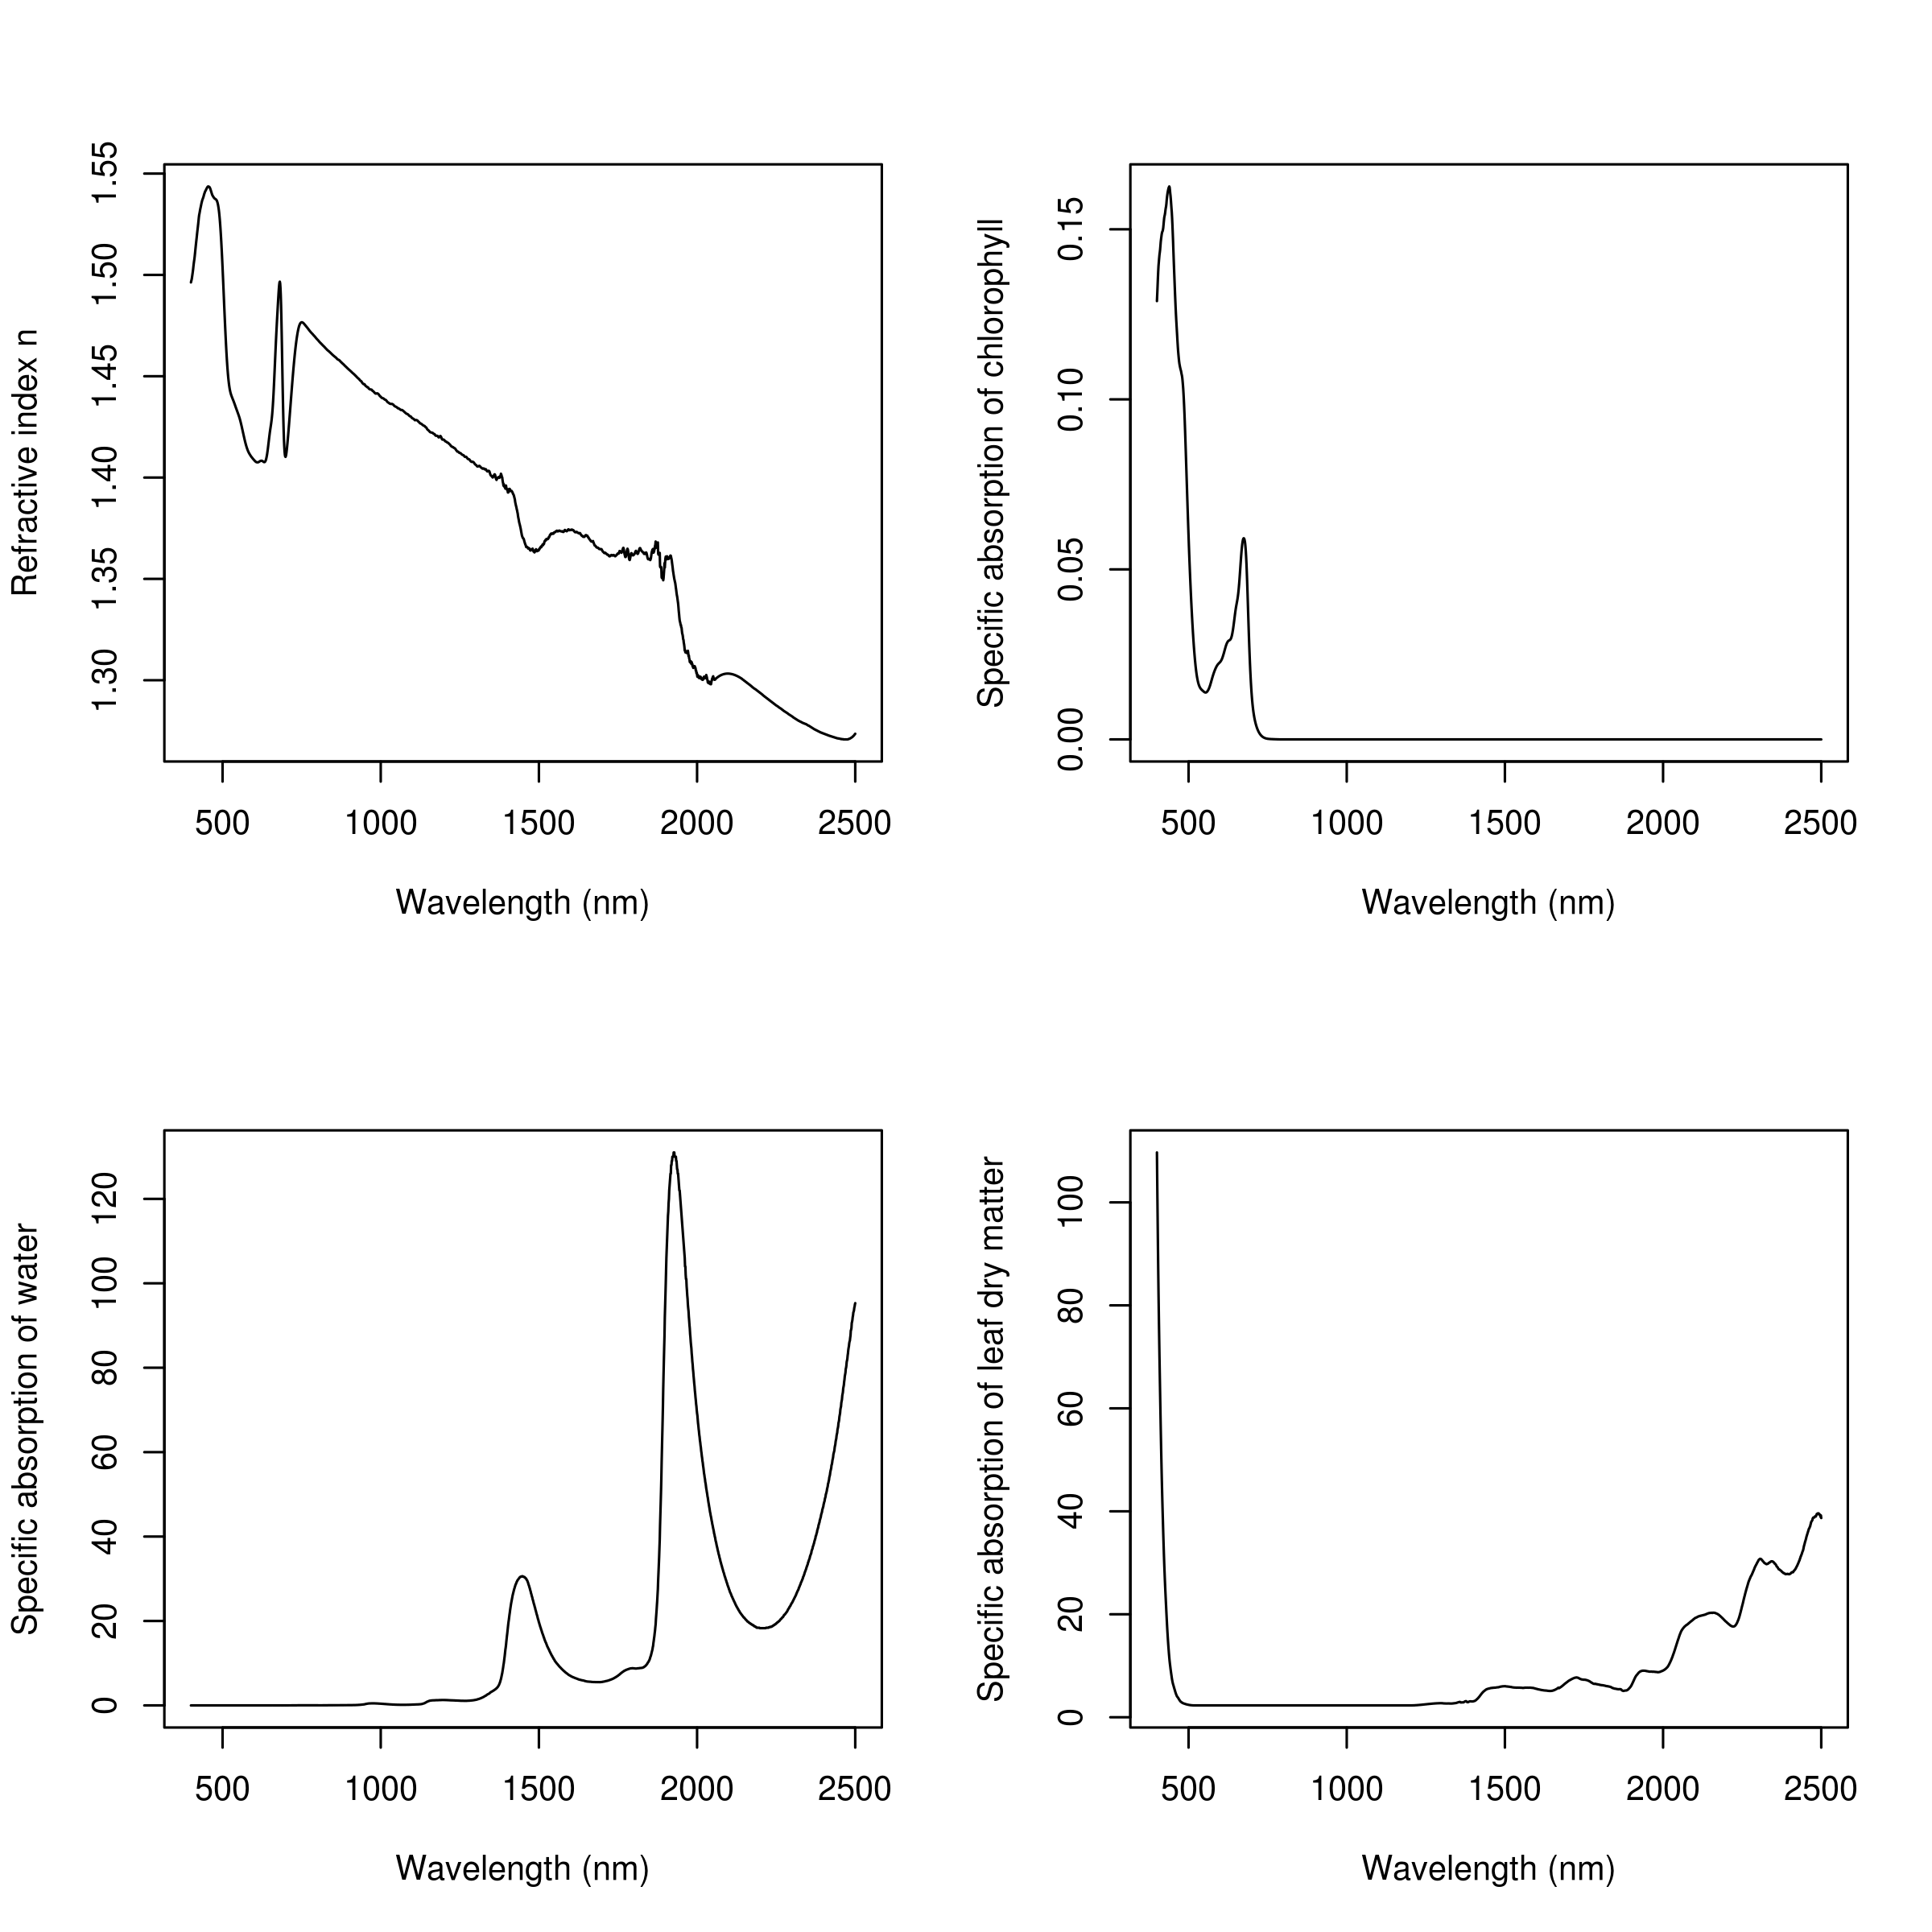 Refractive index n
1.30 1.35 1.40 1.45 1.50 1.55
500 1000 1500 2000 2500
Wavelength (nm)
Specific absorption of chlorophyll
0.00 0.05 0.10 0.15
500 1000 1500 2000 2500
Wavelength (nm)
Specific absorption of water
0 20 40 60 80 100 120
500 1000 1500 2000 2500
Wavelength (nm)
Specific absorption of leaf dry matter
0 20 40 60 80 100
500 1000 1500 2000 2500
Wavelength (nm)